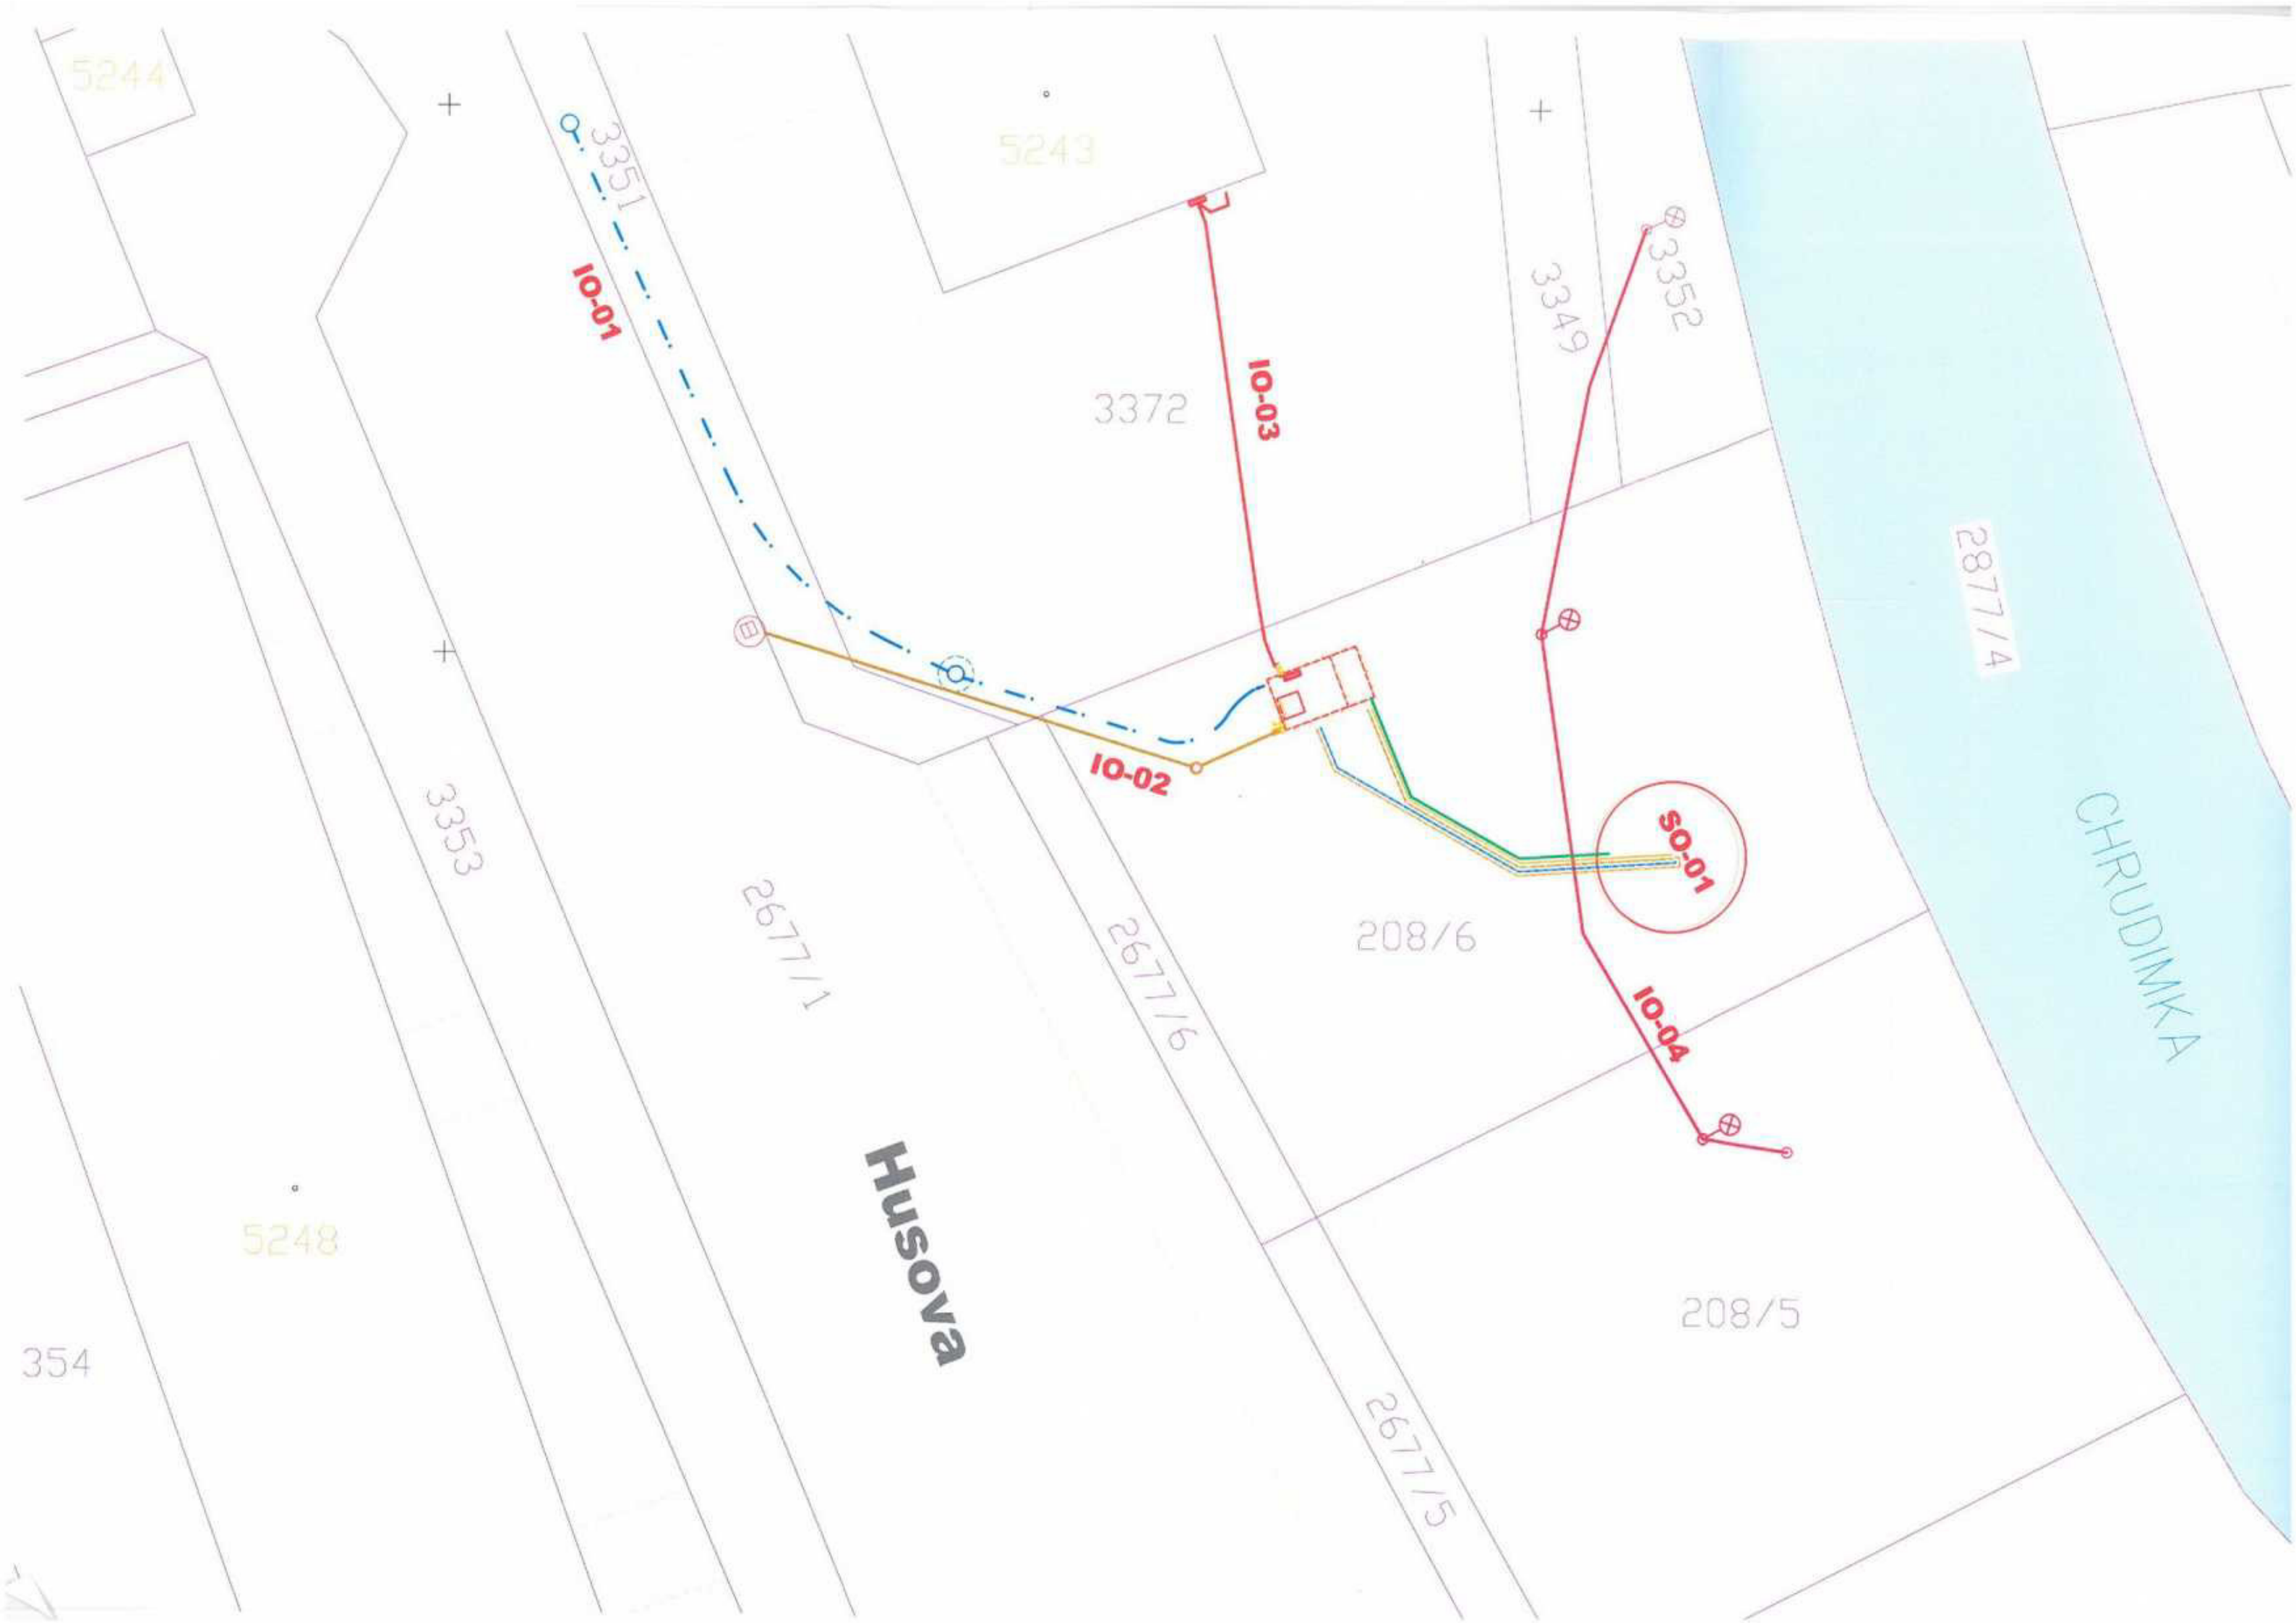 5244
3351
5243
3352
IO-01
3349
IO-03
3372
2877/4
IO-02
3353
SO-01
CHRUDIMKA
2677/1
2677/6
208/6
IO-04
Husova
5248
208/5
354
2677/5